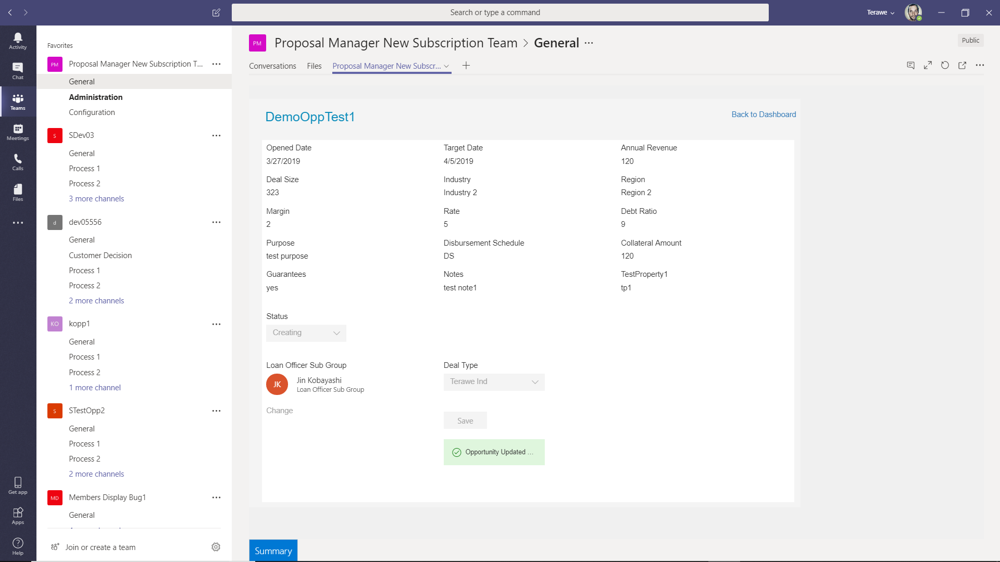 Search or type a command
Terawe
Activity
Chat
Teams
Meetings
Calls
Files
Get app
Apps
Help
Favorites
PM
Proposal Manager New Subscription T...
General
Administration
Configuration
S
SDev03
General
Process 1
Process 2
3 more channels
d
dev05556
General
Customer Decision
Process 1
Process 2
2 more channels
KO
kopp1
General
Process 1
Process 2
1 more channel
S
STestOpp2
General
Process 1
Process 2
2 more channels
MD
Members Display Bug1
General
Join or create a team
PM
Proposal Manager New Subscription Team > General ...
Public
Conversations Files Proposal Manager New Subscr...
DemoOppTest1
Back to Dashboard
Opened Date Target Date Annual Revenue
3/27/2019 4/5/2019 120
Deal Size Industry Region
323 Industry 2 Region 2
Margin Rate Debt Ratio
2 5 9
Purpose Disbursement Schedule Collateral Amount
test purpose DS 120
Guarantees Notes TestProperty1
yes test note1 tp1
Status
Creating
Loan Officer Sub Group Deal Type
JK
Jin Kobayashi
Loan Officer Sub Group
Terawe Ind
Change
Save
Opportunity Updated ...
Summary